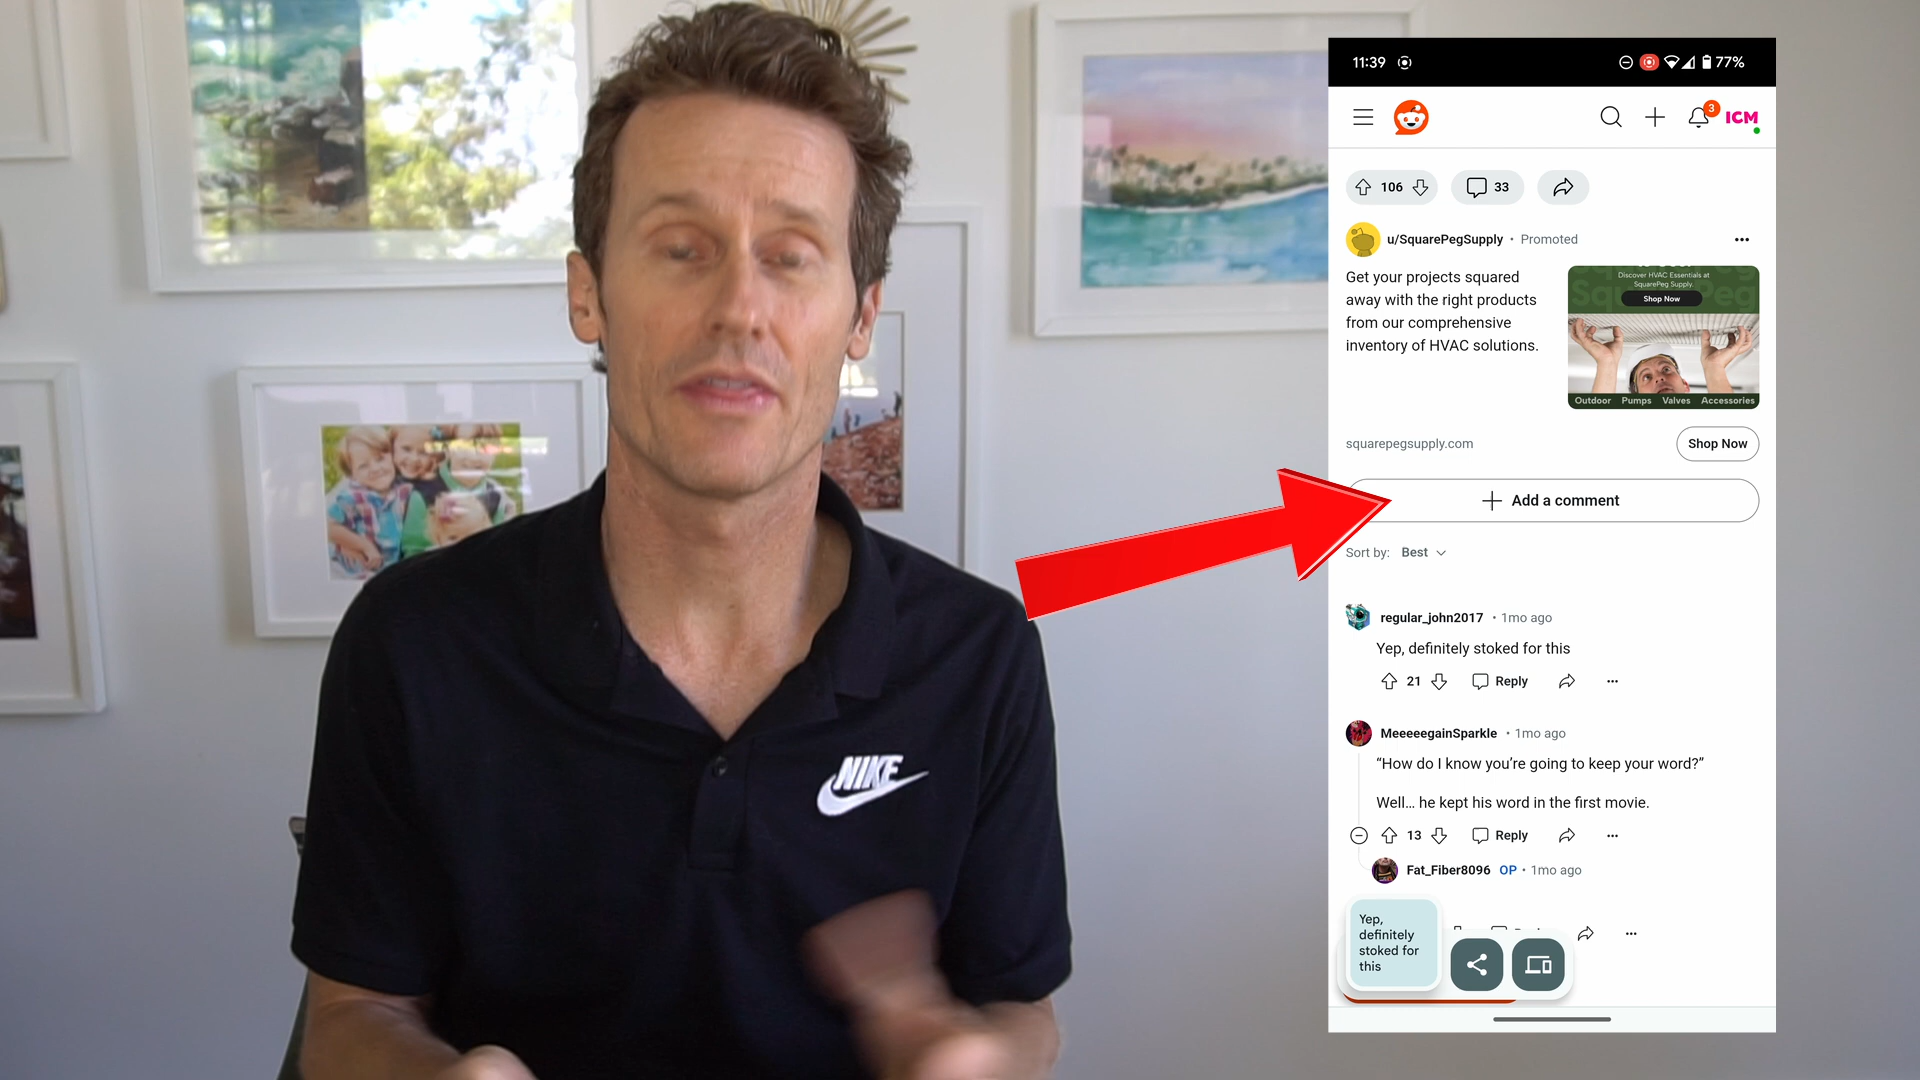 NIKE
11:39
77%
3
ICM
106
33
u/SquarePegSupply • Promoted
Get your projects squared
away with the right products
from our comprehensive
inventory of HVAC solutions.
Discover HVAC Essentials at
SquarePeg Supply.
Shop Now
Outdoor Pumps Valves Accessories
squarepegsupply.com
Shop Now
Add a comment
Sort by: Best
regular_john2017 • 1mo ago
Yep, definitely stoked for this
21
Reply
MeeeeegainSparkle • 1mo ago
“How do I know you’re going to keep your word?”
Well... he kept his word in the first movie.
13
Reply
Fat_Fiber8096 OP • 1mo ago
Yep,
definitely
stoked for
this